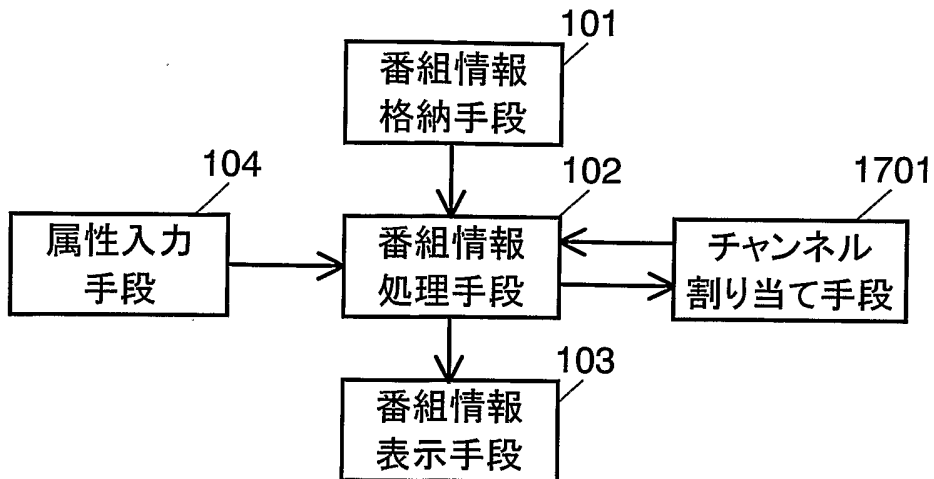 101
番組情報
格納手段
104
属性入力
手段
102
番組情報
処理手段
1701
チャンネル
割り当て手段
103
番組情報
表示手段